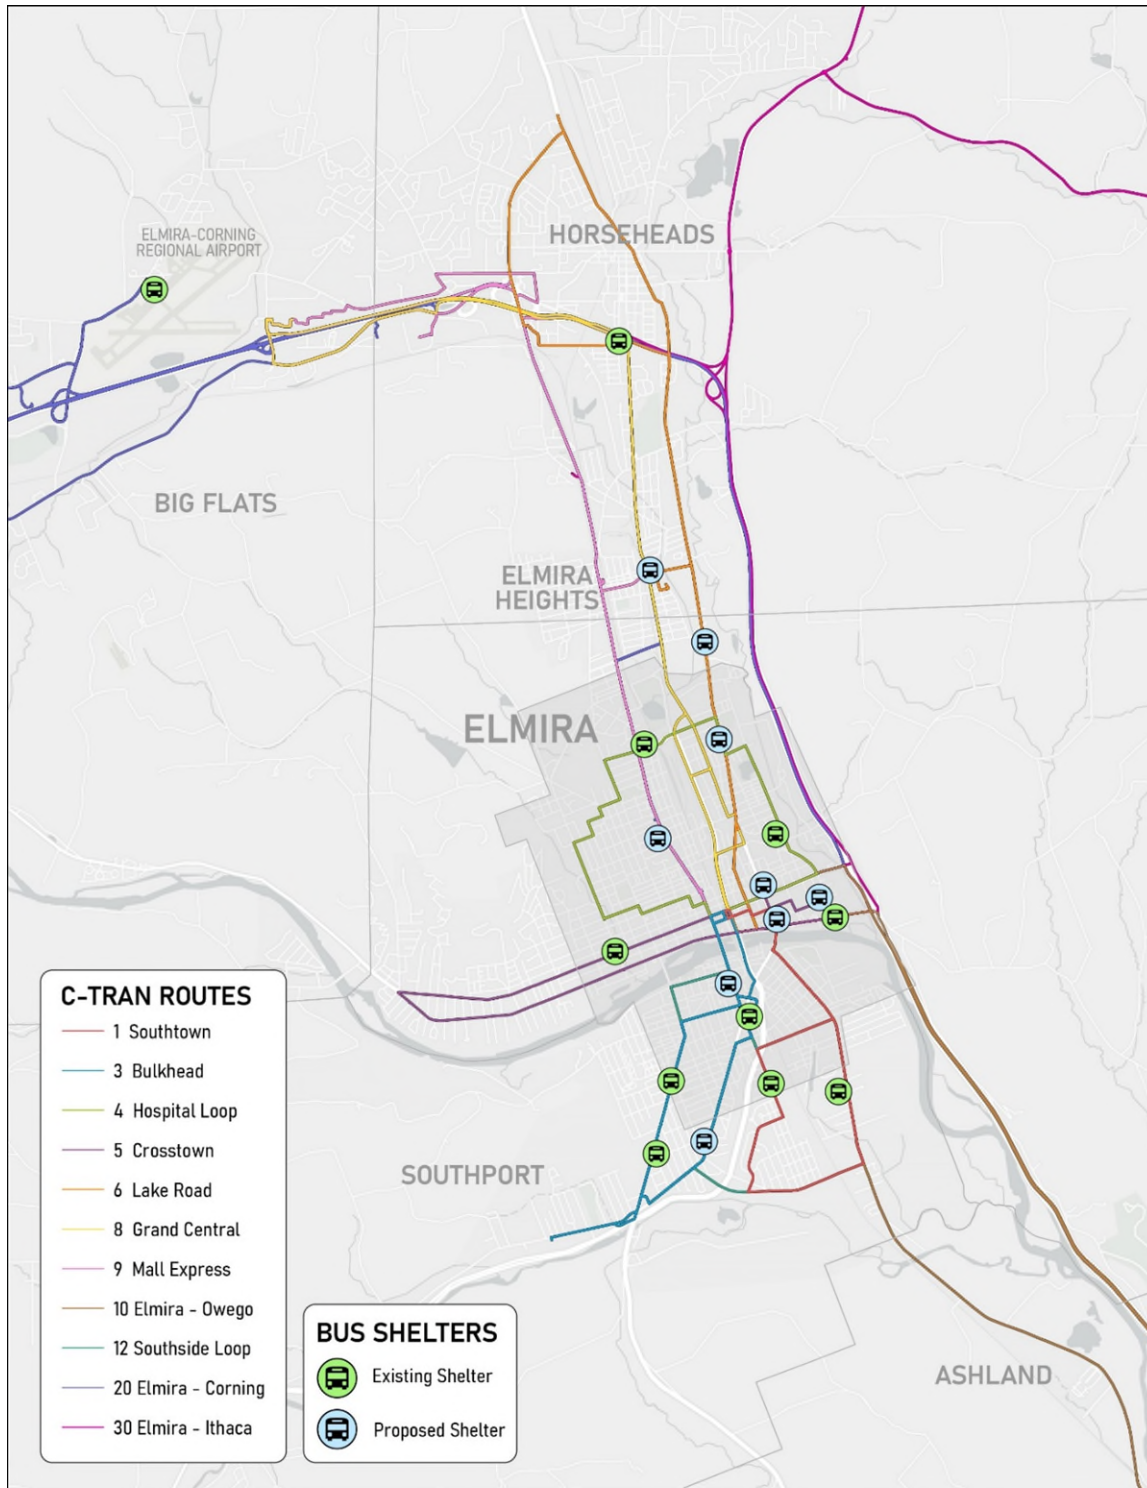 ELMIRA-CORNING
REGIONAL AIRPORT
HORSEHEADS
BIG FLATS
ELMIRA
HEIGHTS
ELMIRA
SOUTHPORT
ASHLAND
C-TRAN ROUTES
1 Southtown
3 Bulkhead
4 Hospital Loop
5 Crosstown
6 Lake Road
8 Grand Central
9 Mall Express
10 Elmira - Owego
12 Southside Loop
20 Elmira - Corning
30 Elmira - Ithaca
BUS SHELTERS
Existing Shelter
Proposed Shelter